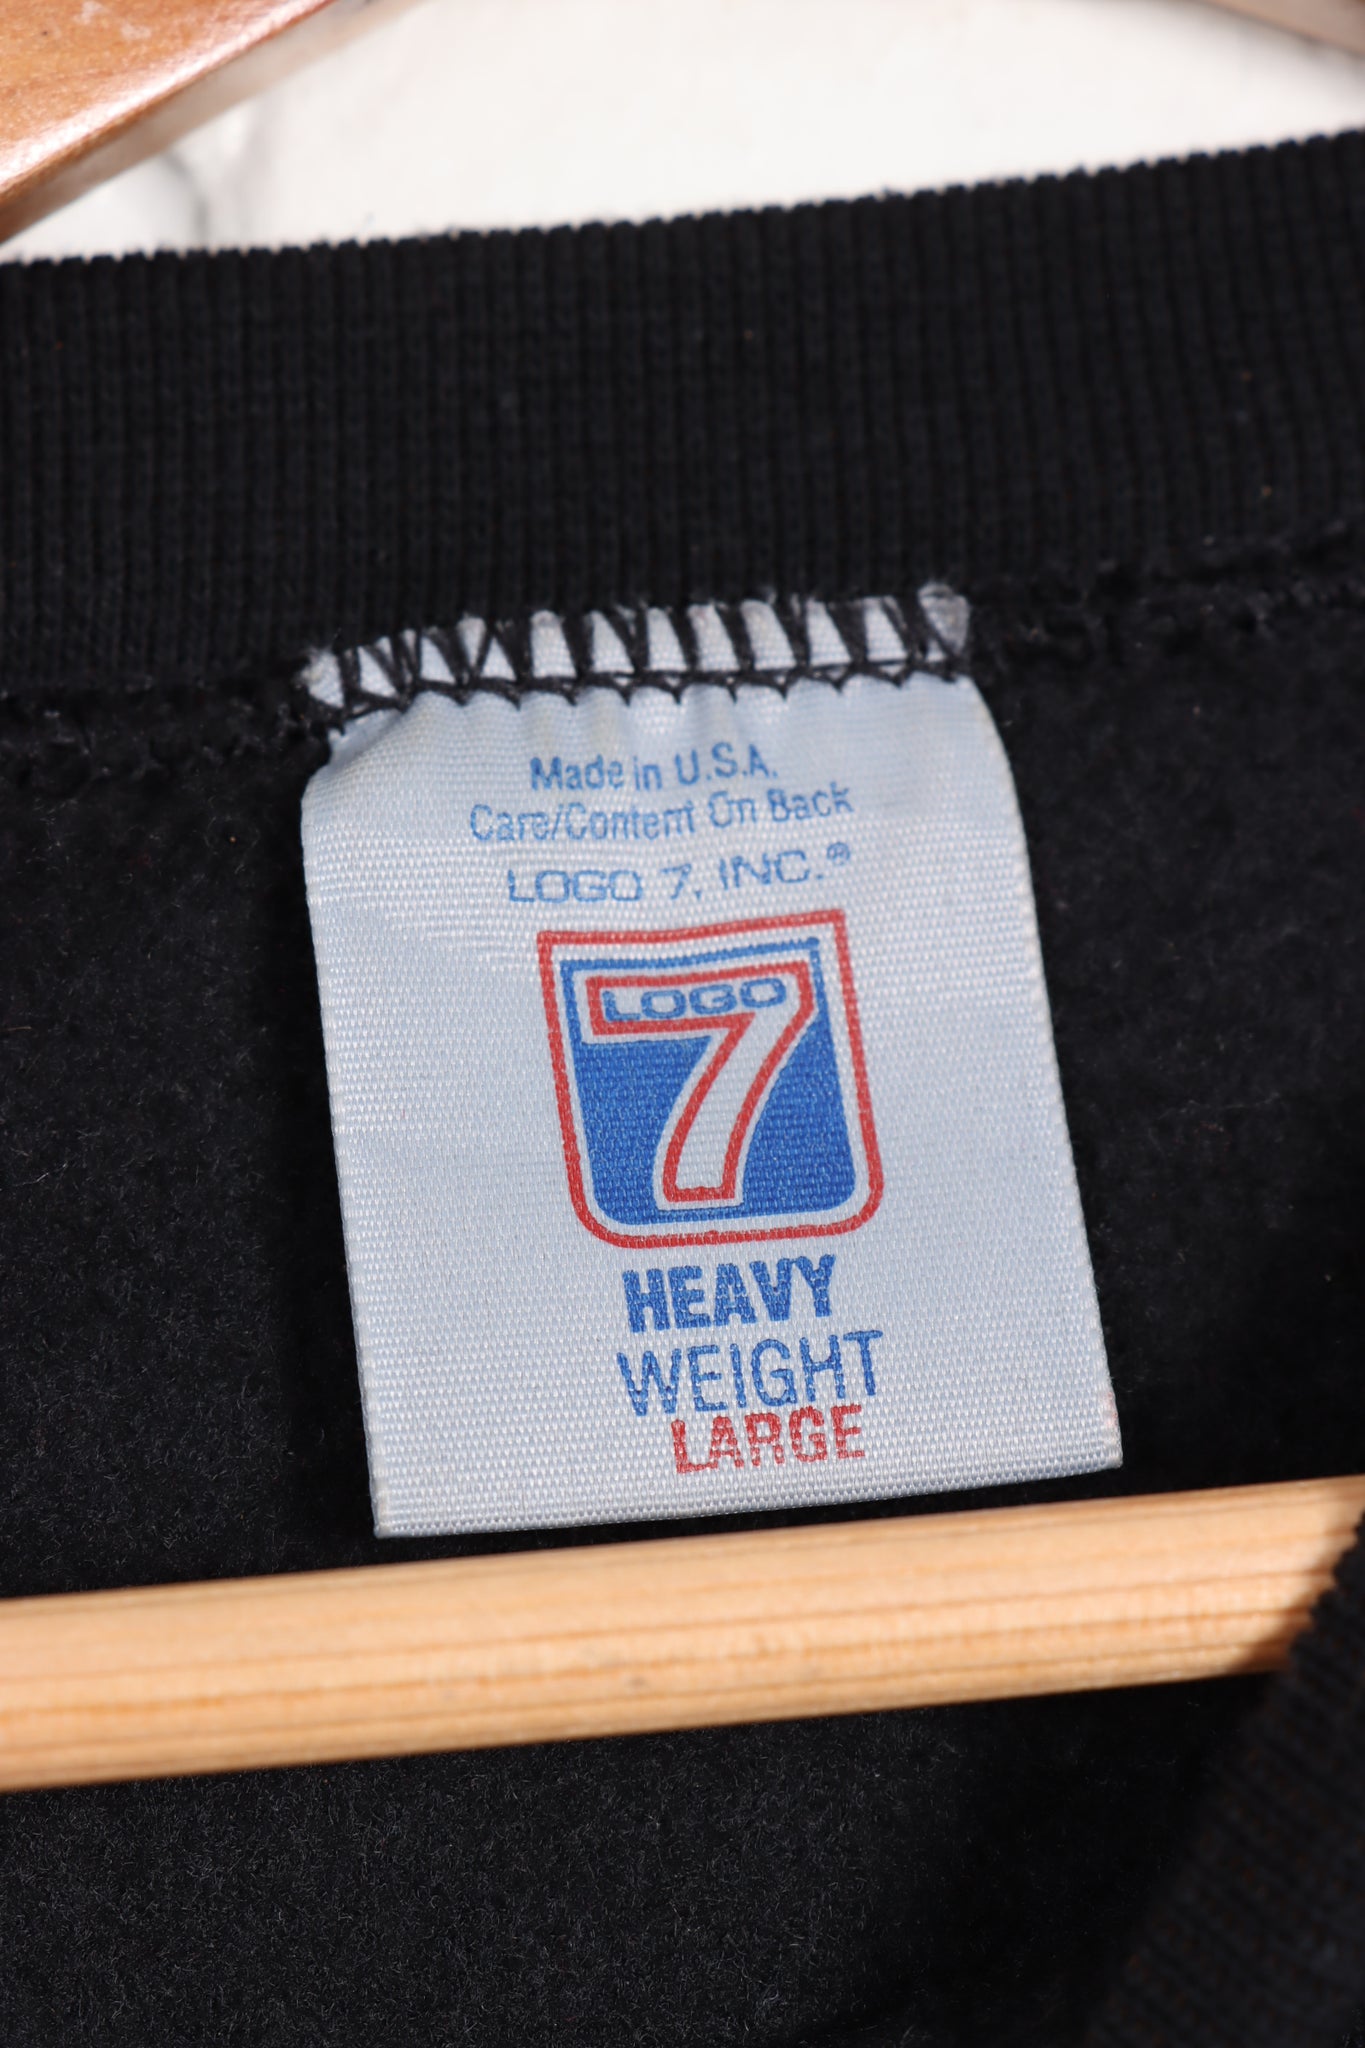 Made in U.S.A.
Care/Content On Back
LOGO 7, INC.®
LOGO
7
HEAVY
WEIGHT
LARGE